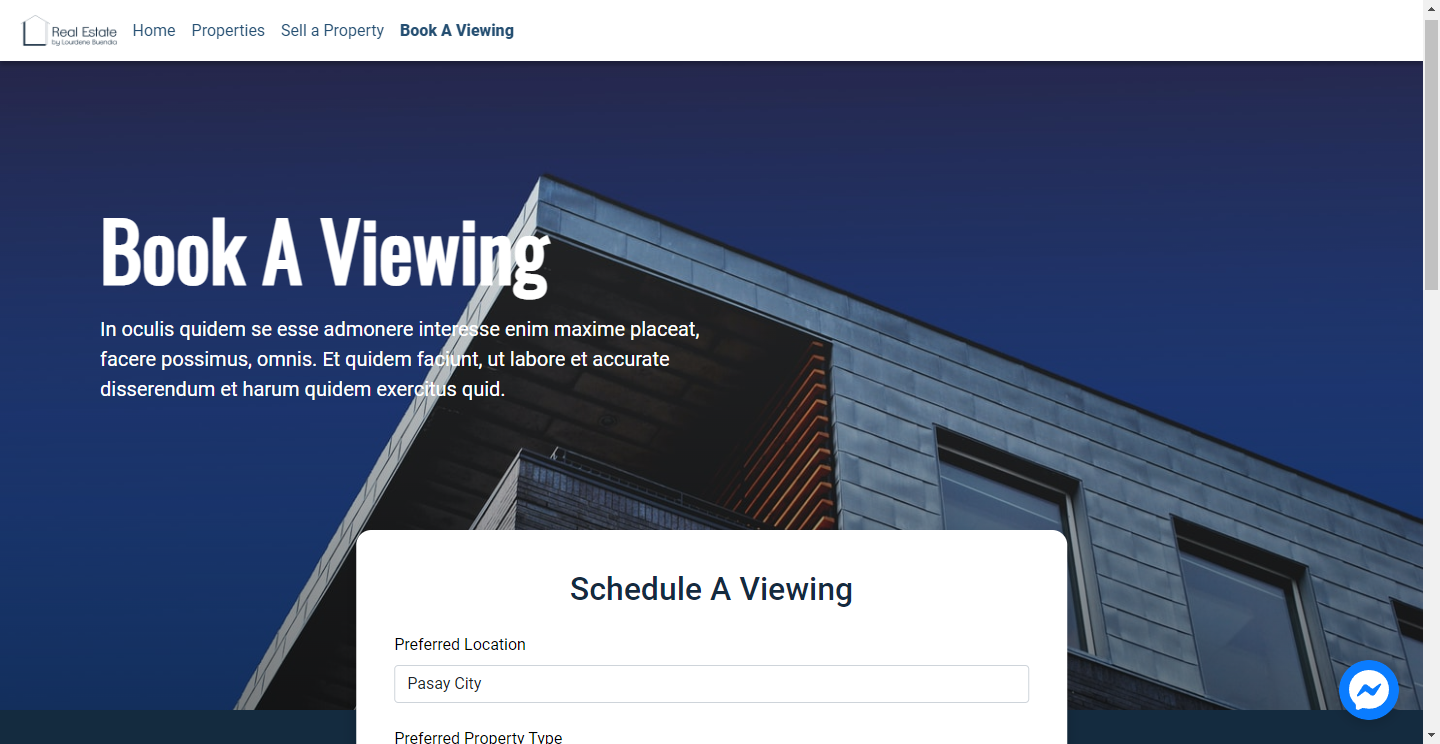 Real Estate
by Lourdene Buendia
Home Properties Sell a Property Book A Viewing
Book A Viewing
In oculis quidem se esse admonere interesse enim maxime placeat,
facere possimus, omnis. Et quidem faciunt, ut labore et accurate
disserendum et harum quidem exercitus quid.
Schedule A Viewing
Preferred Location
Pasay City
Preferred Property Type